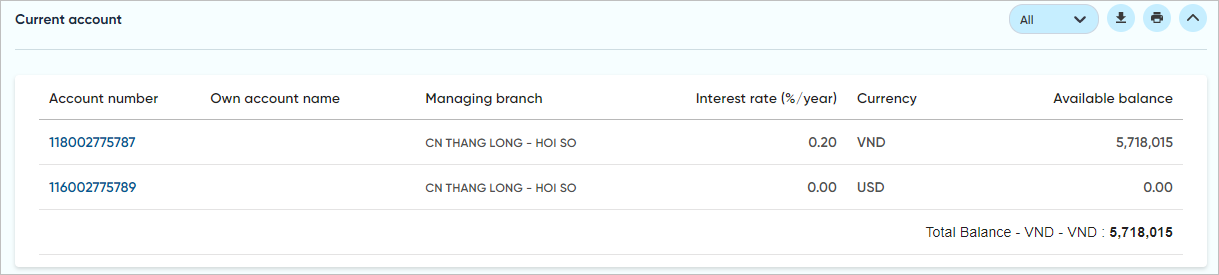 Current account
All
Account number Own account name Managing branch Interest rate (%/year) Currency Available balance
118002775787 CN THANG LONG - HOI SO 0.20 VND 5,718,015
116002775789 CN THANG LONG - HOI SO 0.00 USD 0.00
Total Balance - VND - VND : 5,718,015